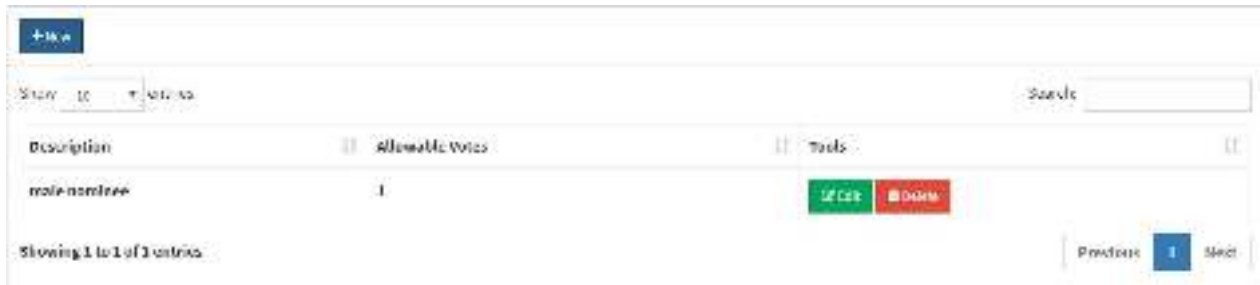 + New
Show 10 entries
Search:
Description Allowable Votes Tools
male nominee 1 Edit Delete
Showing 1 to 1 of 1 entries
Previous 1 Next